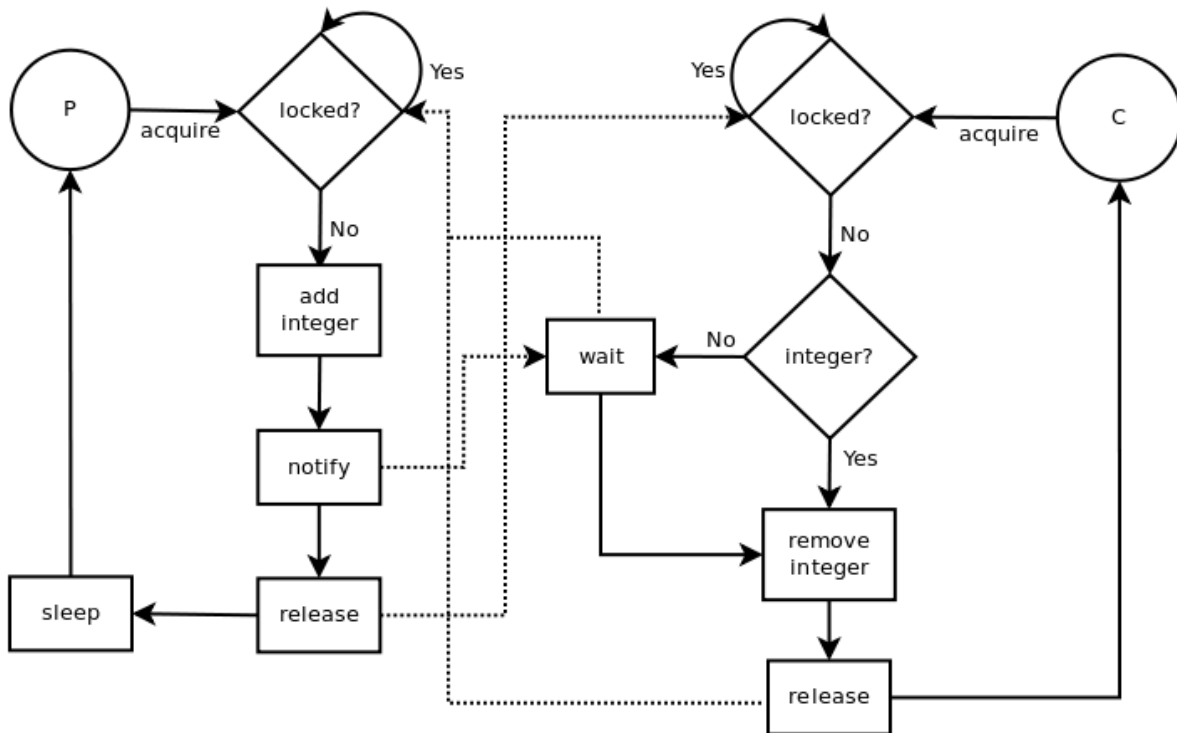 P
acquire
locked?
Yes
No
add
integer
notify
release
sleep
Yes
locked?
acquire
C
No
integer?
No
wait
Yes
remove
integer
release